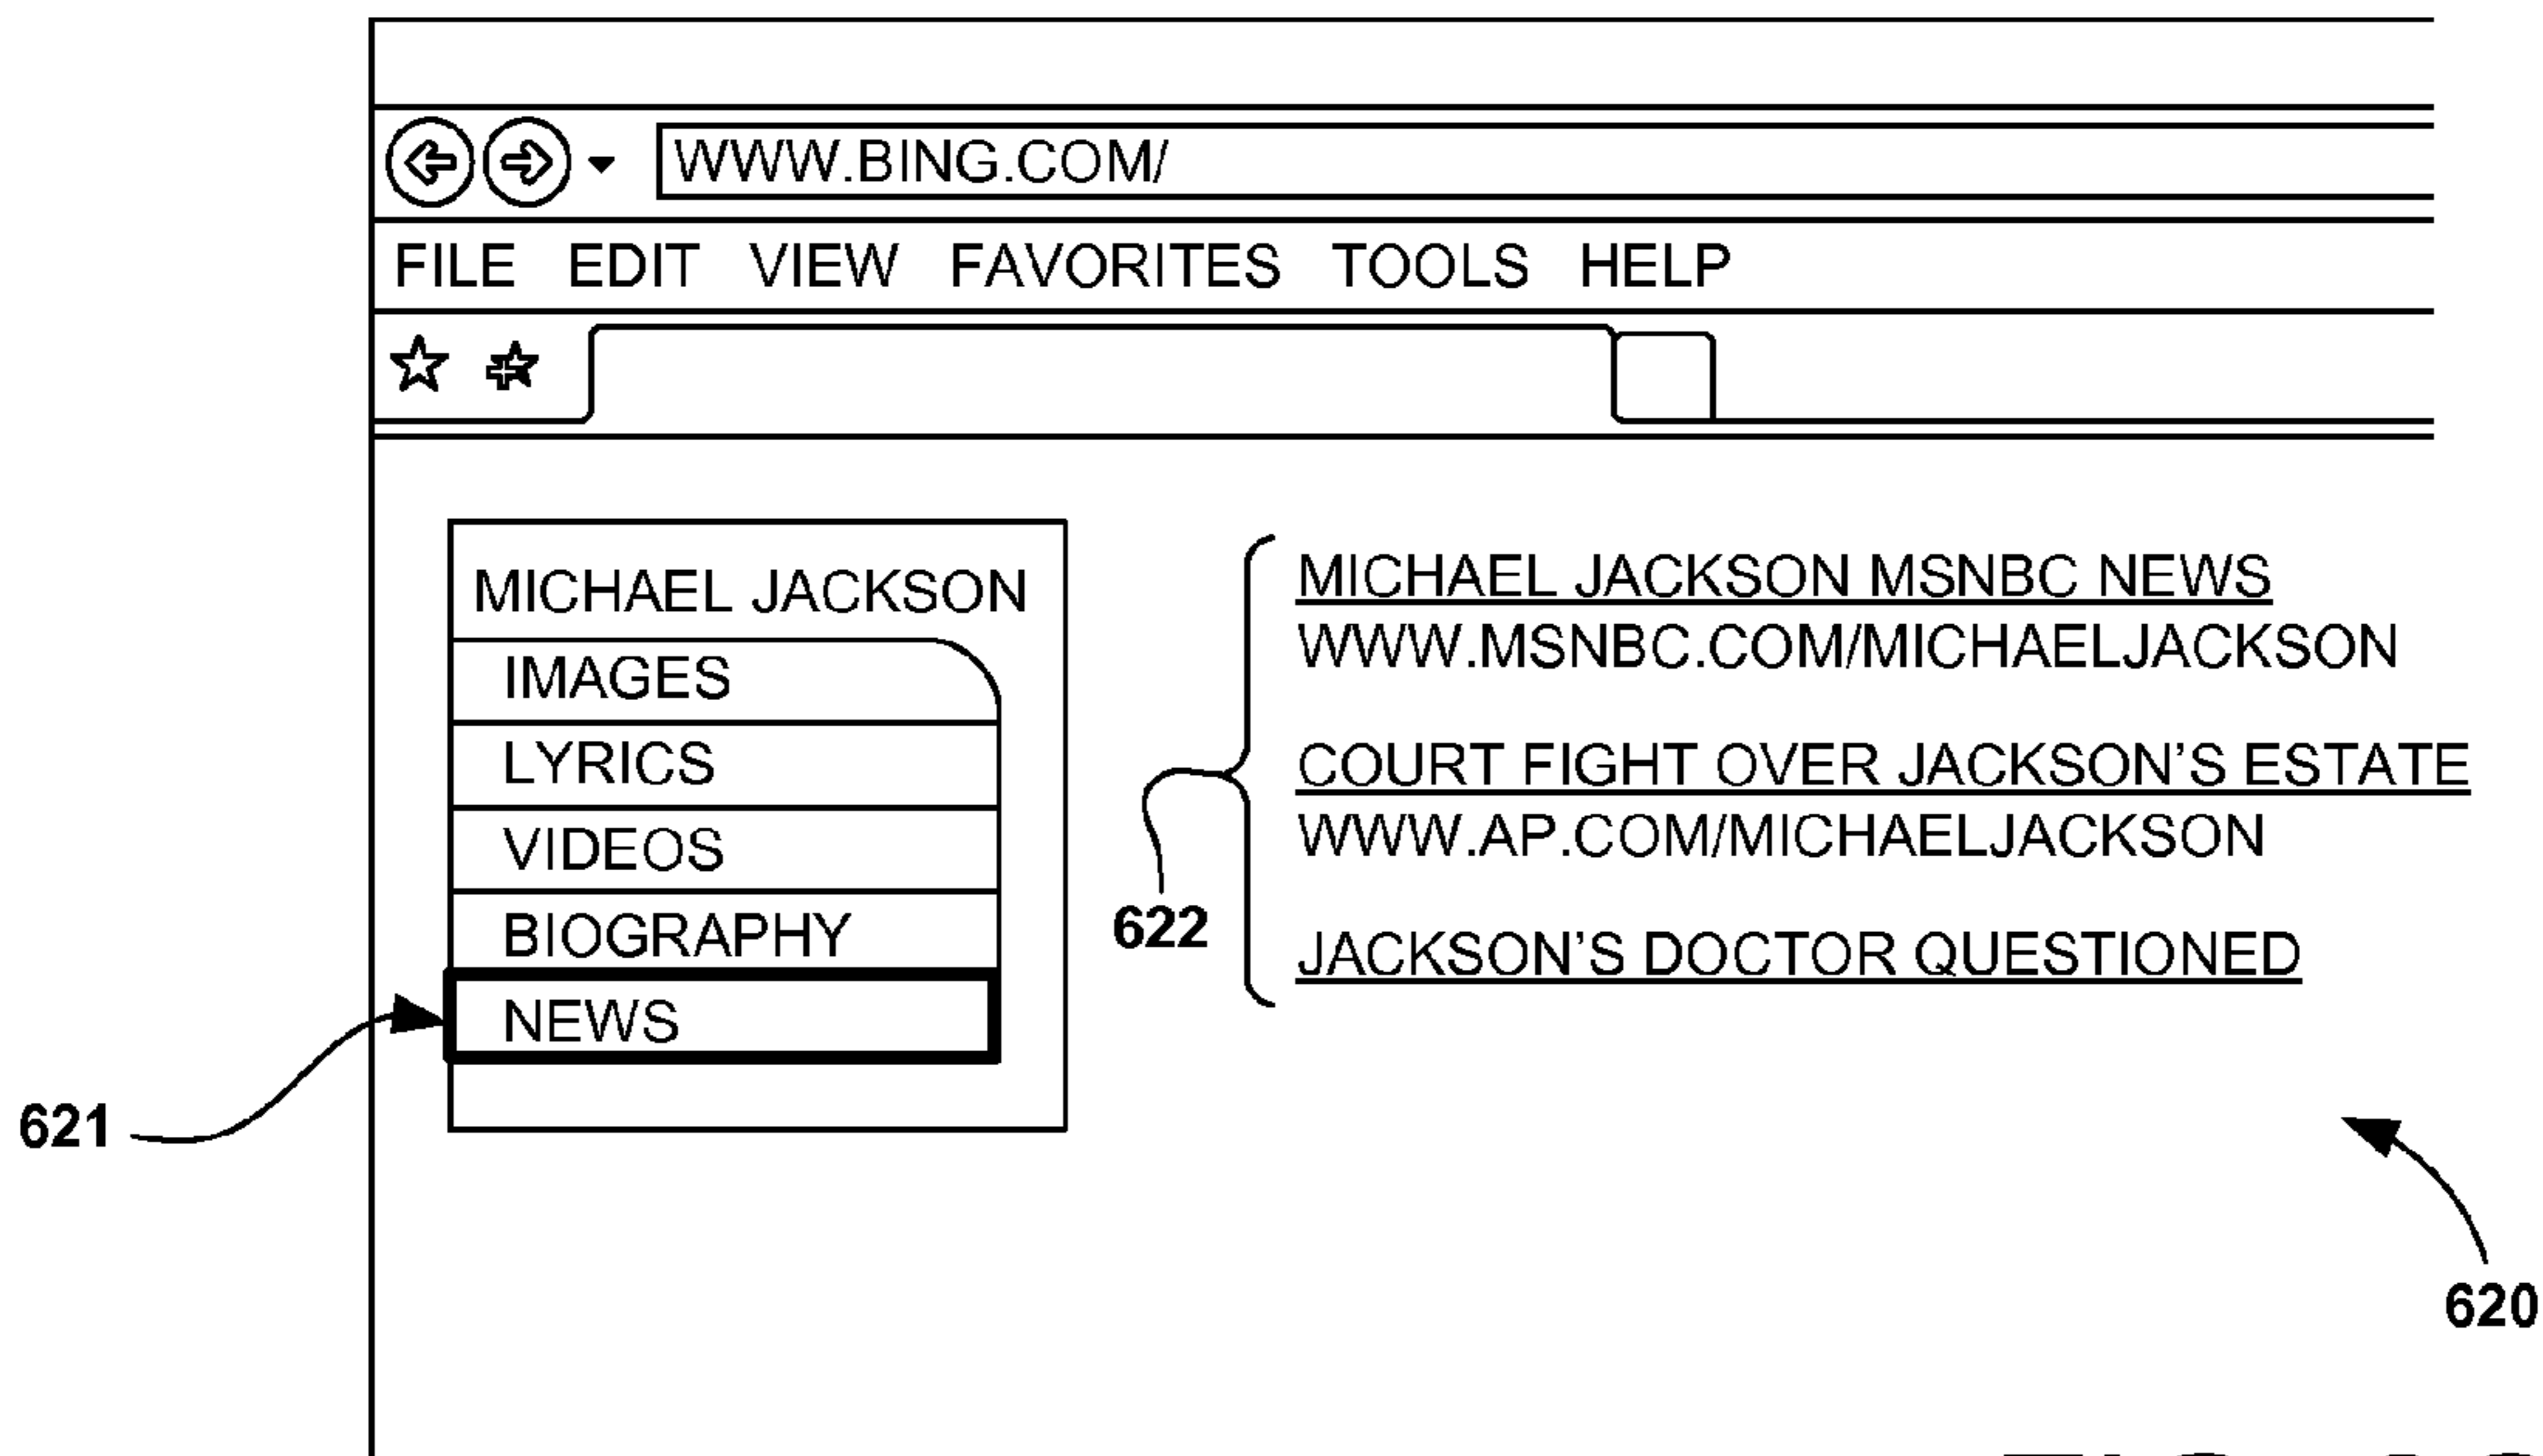 WWW.BING.COM/
FILE EDIT VIEW FAVORITES TOOLS HELP
MICHAEL JACKSON
IMAGES
LYRICS
VIDEOS
BIOGRAPHY
NEWS
621
622
MICHAEL JACKSON MSNBC NEWS
WWW.MSNBC.COM/MICHAELJACKSON
COURT FIGHT OVER JACKSON'S ESTATE
WWW.AP.COM/MICHAELJACKSON
JACKSON'S DOCTOR QUESTIONED
620